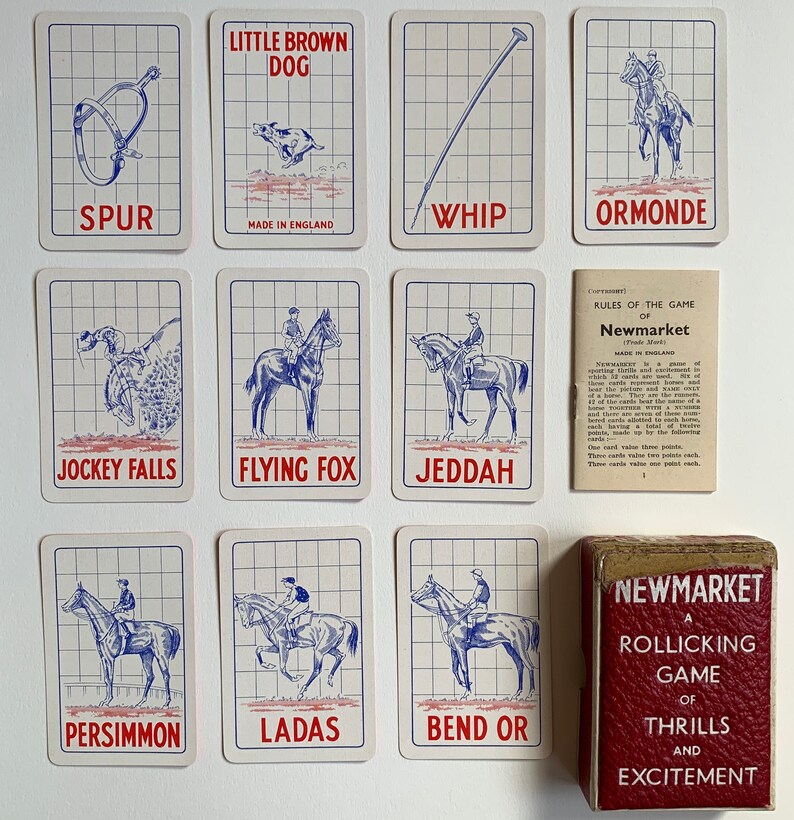 SPUR
LITTLE BROWN
DOG
MADE IN ENGLAND
WHIP
ORMONDE
JOCKEY FALLS
FLYING FOX
JEDDAH
COPYRIGHT]
RULES OF THE GAME
OF
Newmarket
(Trade Mark)
MADE IN ENGLAND
NEWMARKET is a game of
sporting thrills and excitement in
which 52 cards are used. Six of
these cards represent horses and
bear the picture and NAME ONLY
of a horse. They are the runners.
42 of the cards bear the name of a
horse TOGETHER WITH A NUMBER
and there are seven of these num-
bered cards allotted to each horse,
each having a total of twelve
points, made up by the following
cards :—
One card value three points.
Three cards value two points each.
Three cards value one point each.
1
PERSIMMON
LADAS
BEND OR
NEWMARKET
A
ROLLICKING
GAME
OF
THRILLS
AND
EXCITEMENT